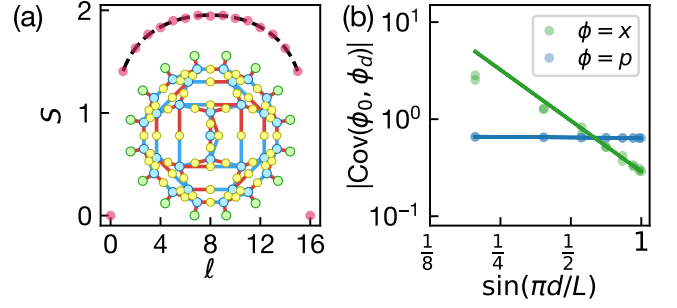 (a)
S
2
1
0
0 4 8 12 16
ℓ
(b)
|Cov(ϕ₀, ϕ_d)|
10¹
10⁰
10⁻¹
ϕ = x
ϕ = p
1/8 1/4 1/2 1
sin(πd/L)